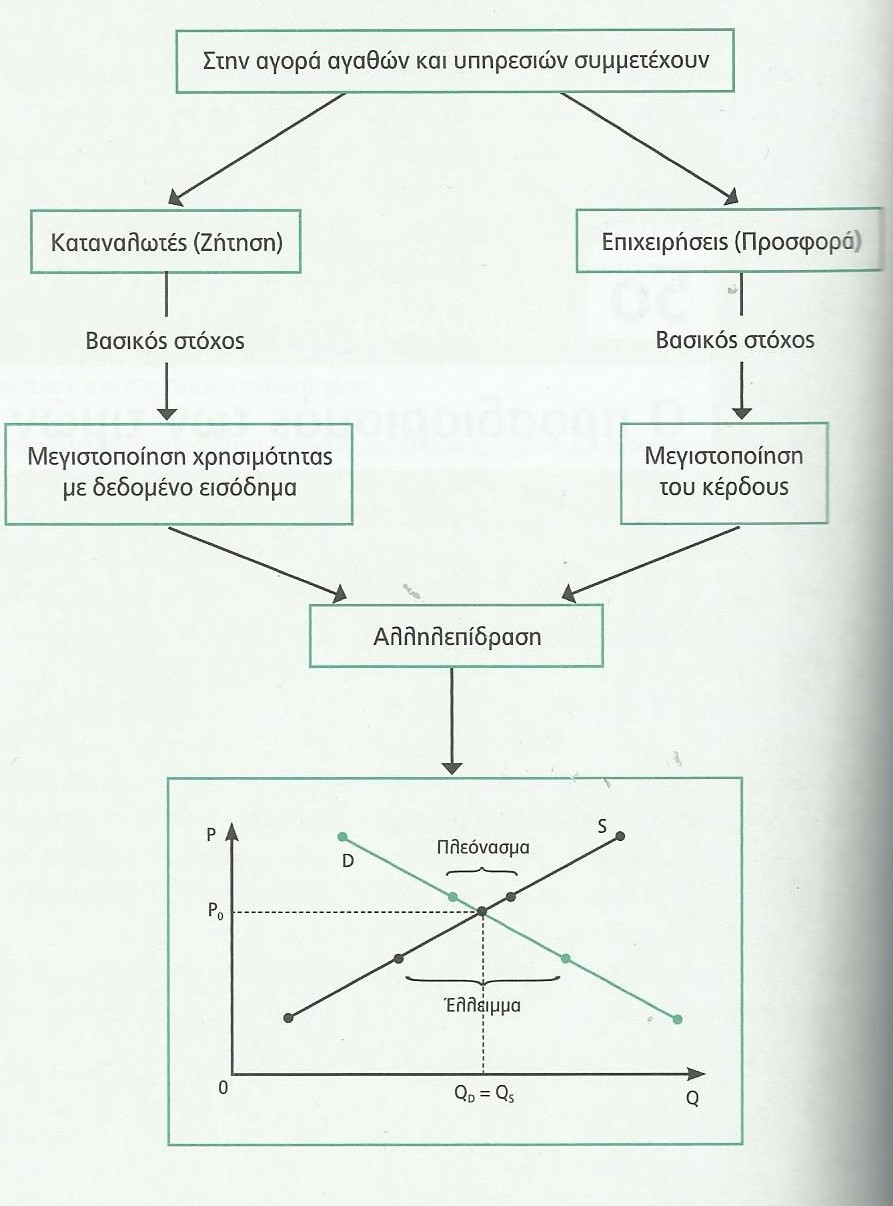 Στην αγορά αγαθών και υπηρεσιών συμμετέχουν
Καταναλωτές (Ζήτηση)
Επιχειρήσεις (Προσφορά)
Βασικός στόχος
Βασικός στόχος
Μεγιστοποίηση χρησιμότητας
με δεδομένο εισόδημα
Μεγιστοποίηση
του κέρδους
Αλληλεπίδραση
P
S
D
Πλεόνασμα
P₀
Έλλειμμα
0
Q_D = Q_S
Q